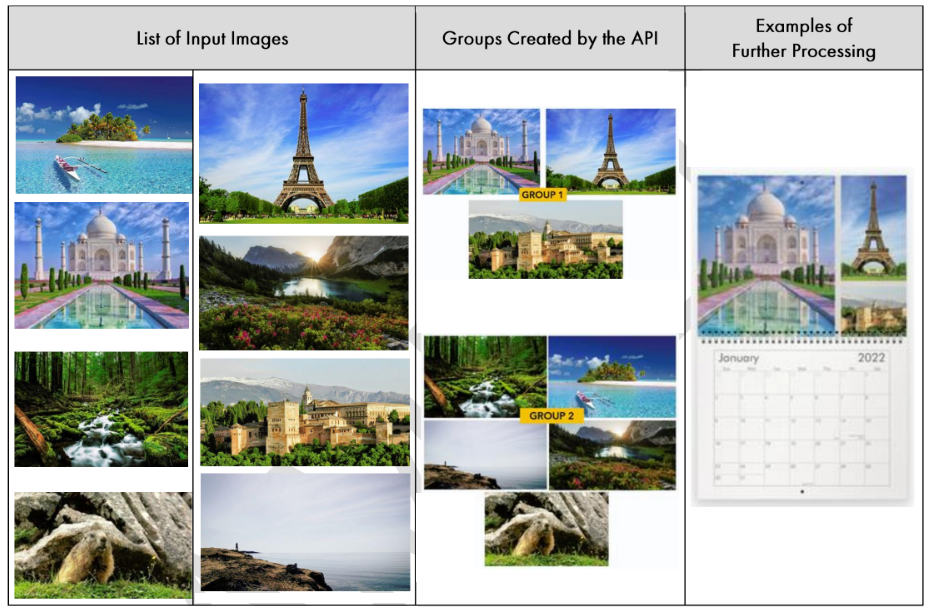 List of Input Images
Groups Created by the API
Examples of
Further Processing
GROUP 1
GROUP 2
January 2022